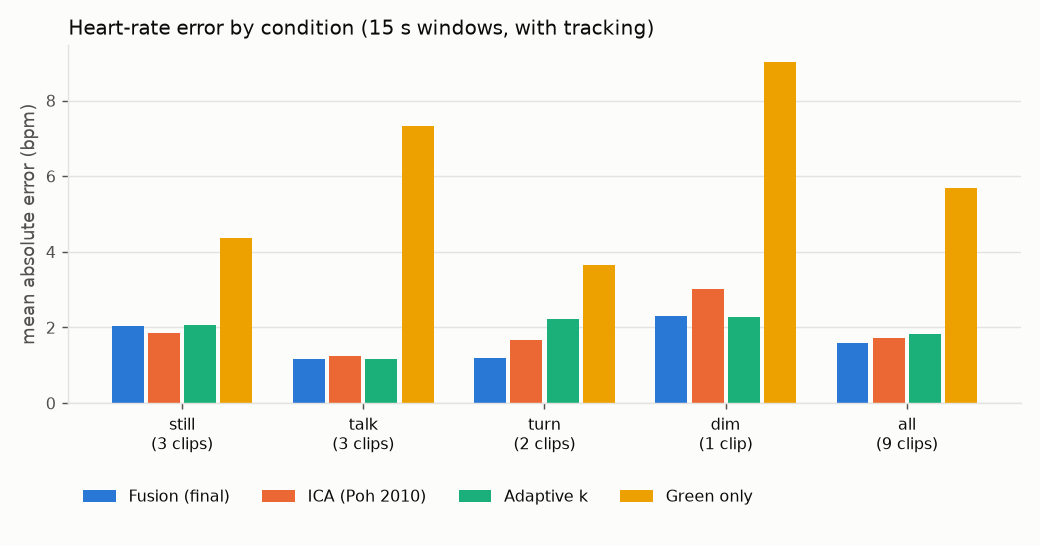 Heart-rate error by condition (15 s windows, with tracking)
mean absolute error (bpm)
8
6
4
2
0
still talk turn dim all
(3 clips) (3 clips) (2 clips) (1 clip) (9 clips)
Fusion (final) ICA (Poh 2010) Adaptive k Green only